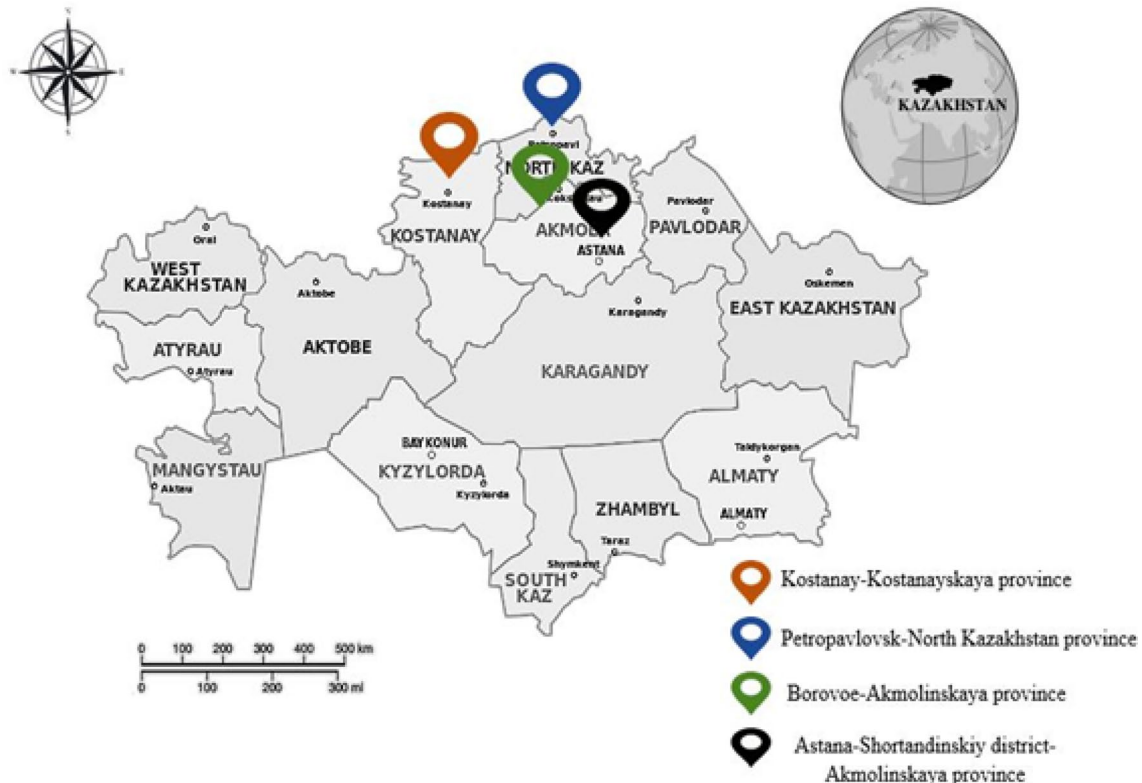 N
W
E
S
KAZAKHSTAN
NORTH KAZ
Kostanay
Pavlodar
KOSTANAY
AKMOLA
PAVLODAR
ASTANA
Oral
WEST
KAZAKHSTAN
Aktobe
Karagandy
Oskemen
EAST KAZAKHSTAN
ATYRAU
AKTOBE
Atyrau
KARAGANDY
BAYKONUR
KYZYLORDA
Kyzylorda
Taldykorgan
ALMATY
ALMATY
MANGYSTAU
Aktau
ZHAMBYL
Taraz
Shymkent
SOUTH
KAZ
Kostanay-Kostanayskaya province
Petropavlovsk-North Kazakhstan province
Borovoe-Akmolinskaya province
Astana-Shortandinskiy district-
Akmolinskaya province
0 100 200 300 400 500 km
0 100 200 300 mi